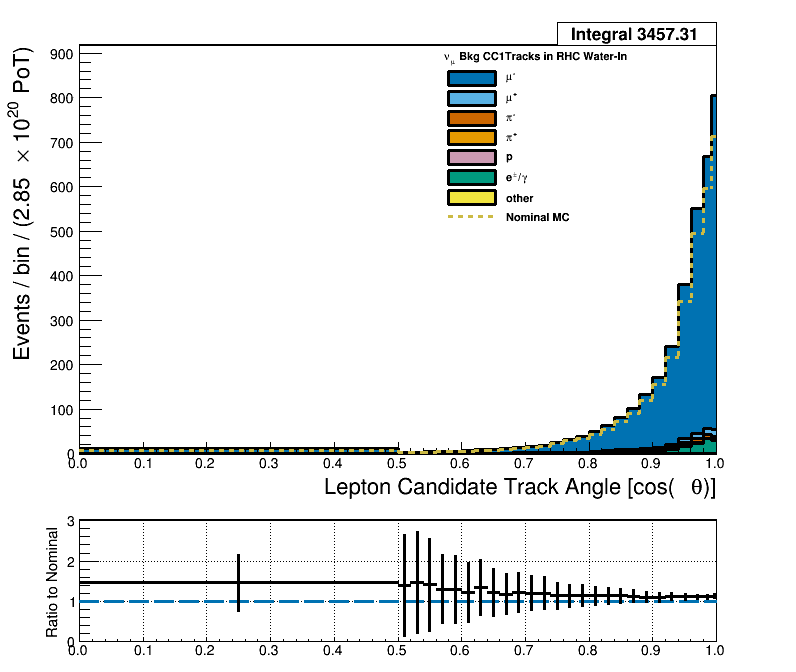 Integral 3457.31
ν_μ Bkg CC1Tracks in RHC Water-In
μ⁻
μ⁺
π⁻
π⁺
p
e±/γ
other
Nominal MC
Events / bin / (2.85 × 10²⁰ PoT)
900
800
700
600
500
400
300
200
100
0
0.0 0.1 0.2 0.3 0.4 0.5 0.6 0.7 0.8 0.9 1.0
Lepton Candidate Track Angle [cos( θ)]
Ratio to Nominal
3
2
1
0
0.0 0.1 0.2 0.3 0.4 0.5 0.6 0.7 0.8 0.9 1.0